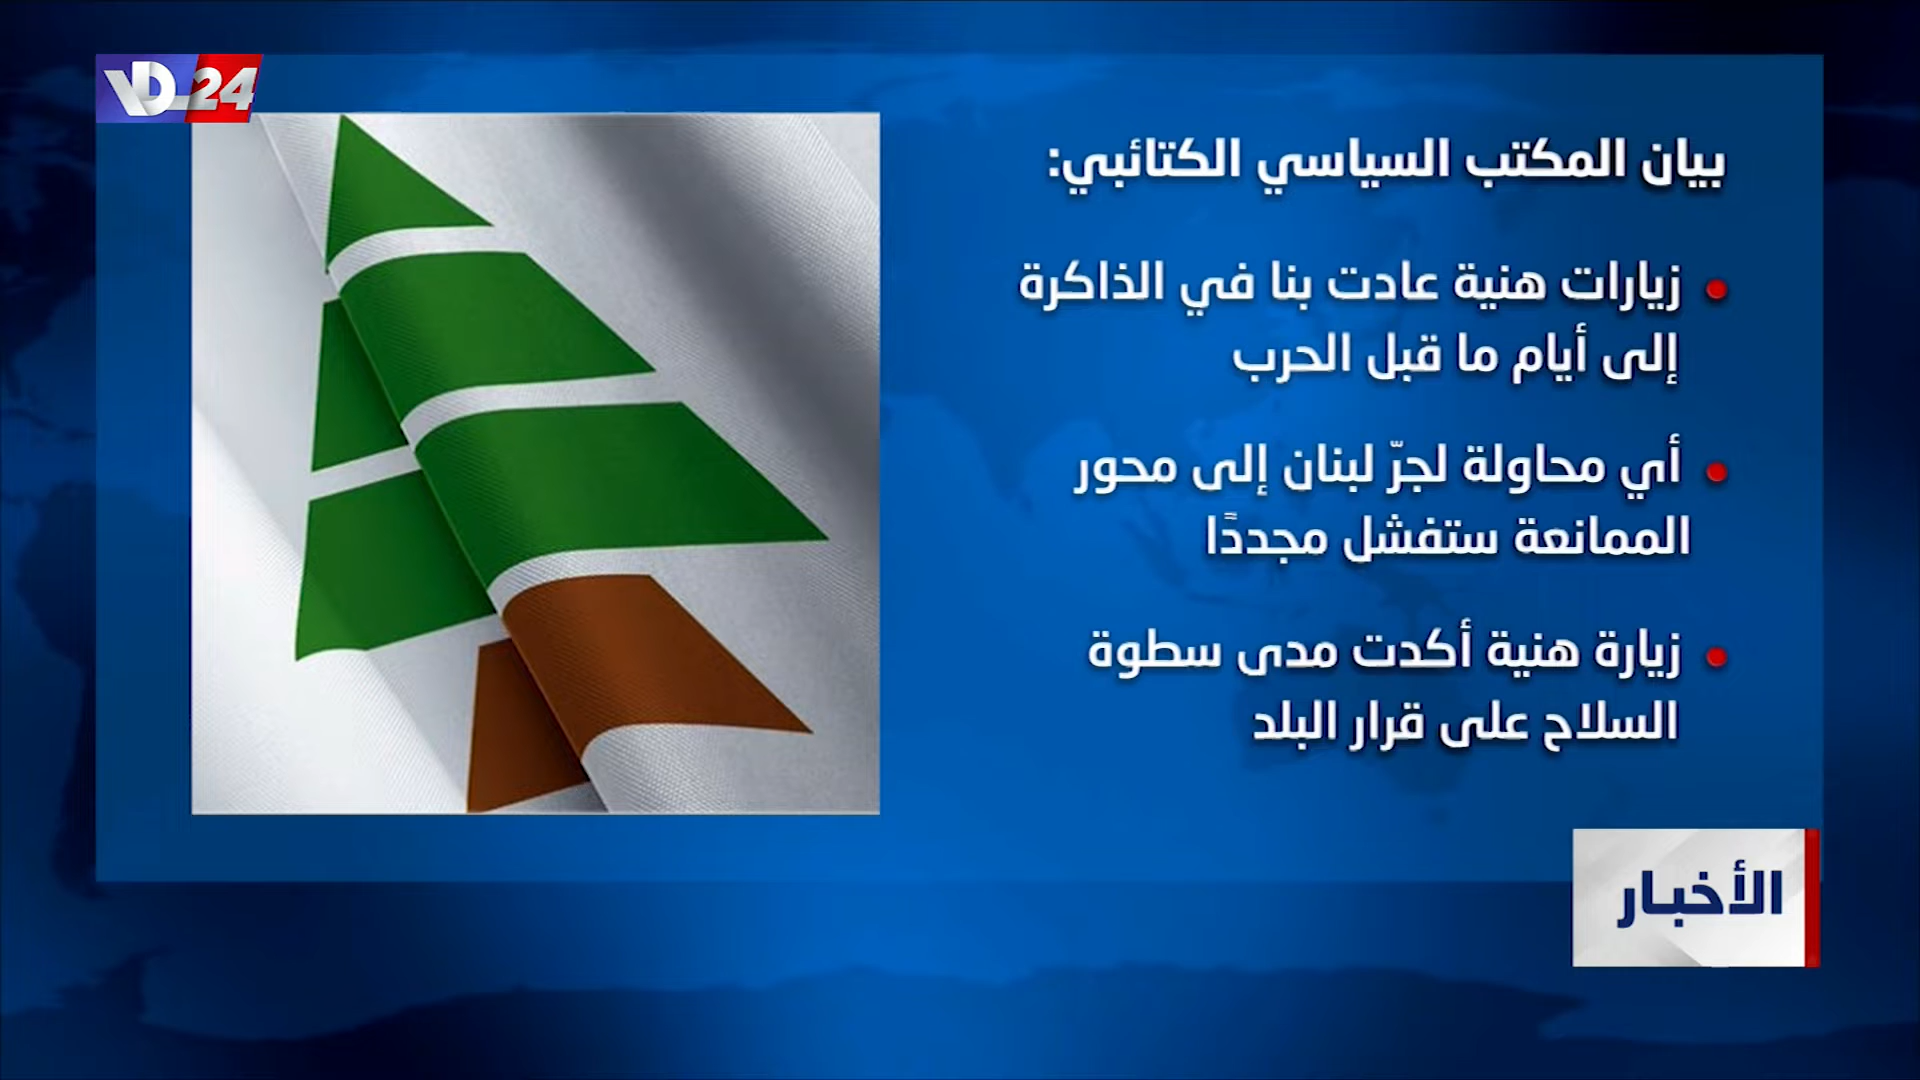 VDL24
بيان المكتب السياسي الكتائبي:
زيارات هنية عادت بنا في الذاكرة
إلى أيام ما قبل الحرب
أي محاولة لجرّ لبنان إلى محور
الممانعة ستفشل مجددًا
زيارة هنية أكدت مدى سطوة
السلاح على قرار البلد
الأخبار